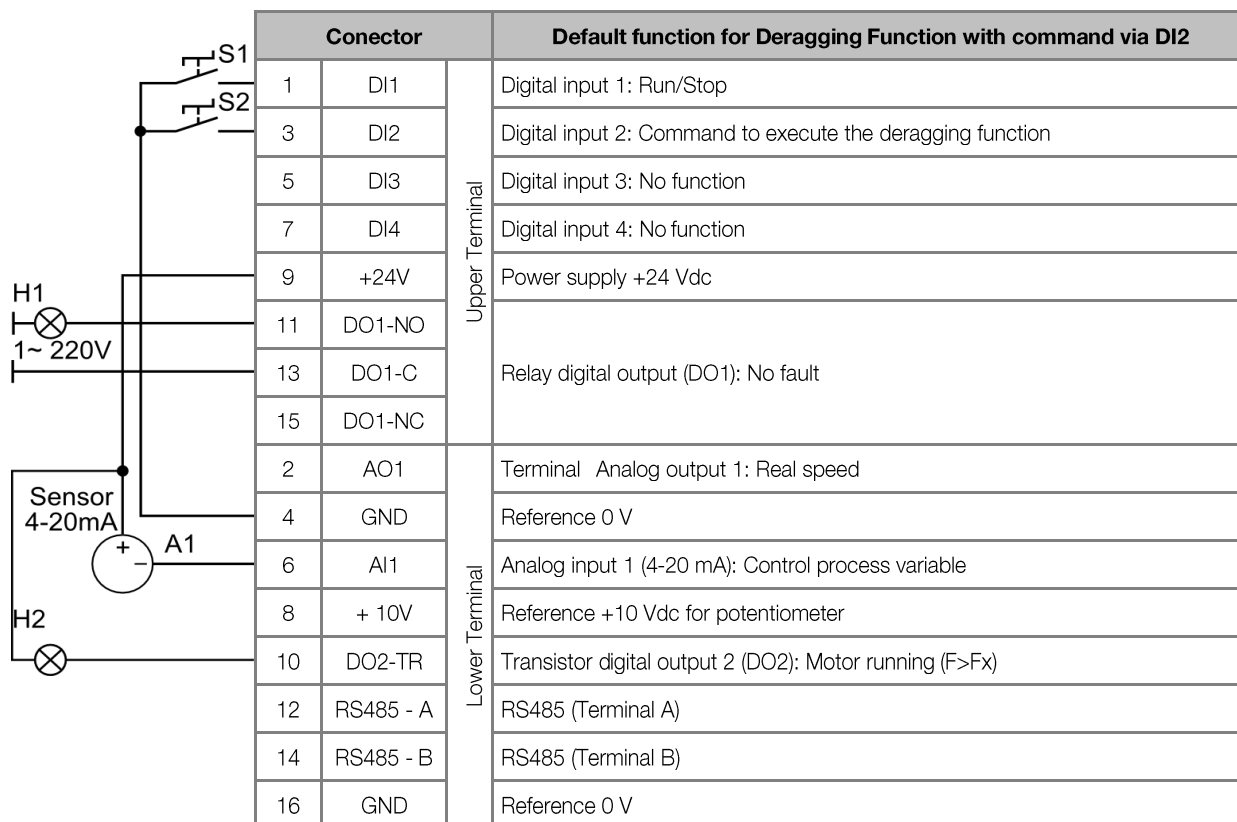 Conector Default function for Deragging Function with command via DI2
S1
1 DI1 Digital input 1: Run/Stop
S2
3 DI2 Digital input 2: Command to execute the deragging function
5 DI3 Digital input 3: No function
7 DI4 Digital input 4: No function
Upper Terminal
9 +24V Power supply +24 Vdc
H1
11 DO1-NO
1~ 220V
13 DO1-C Relay digital output (DO1): No fault
15 DO1-NC
2 AO1 Terminal Analog output 1: Real speed
Sensor
4-20mA
4 GND Reference 0 V
+ − A1
6 AI1 Analog input 1 (4-20 mA): Control process variable
8 + 10V Reference +10 Vdc for potentiometer
H2
Lower Terminal
10 DO2-TR Transistor digital output 2 (DO2): Motor running (F>Fx)
12 RS485 - A RS485 (Terminal A)
14 RS485 - B RS485 (Terminal B)
16 GND Reference 0 V